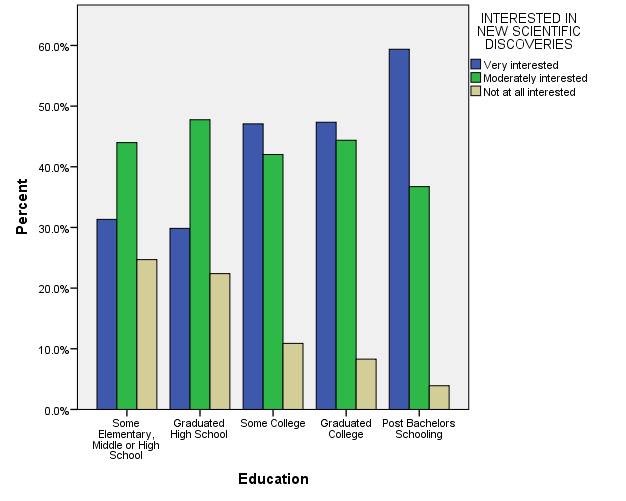 INTERESTED IN
NEW SCIENTIFIC
DISCOVERIES
Very interested
Moderately interested
Not at all interested
60.0%
50.0%
40.0%
30.0%
20.0%
10.0%
0.0%
Percent
Some
Elementary,
Middle or High
School
Graduated
High School
Some College
Graduated
College
Post Bachelors
Schooling
Education